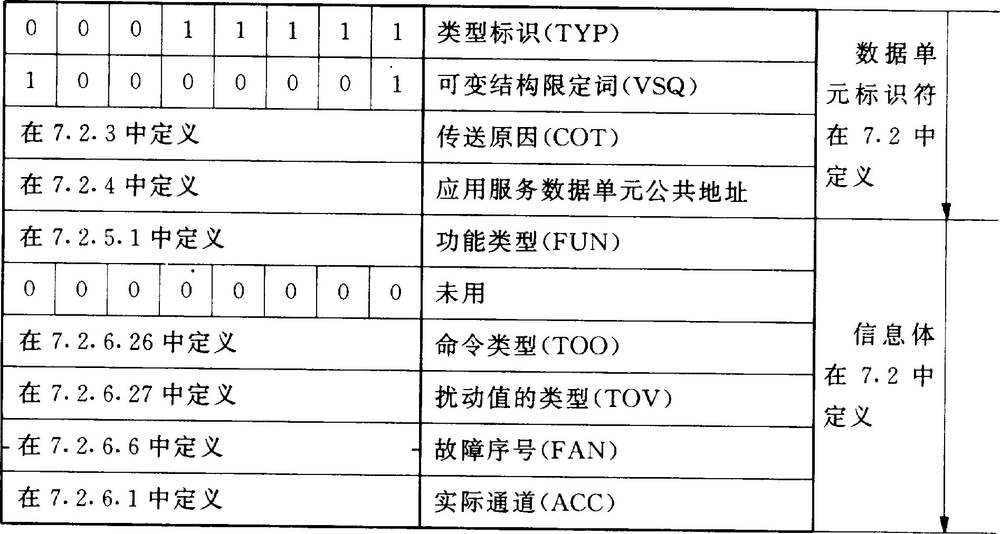 0 0 0 1 1 1 1 1 类型标识(TYP)
1 0 0 0 0 0 0 1 可变结构限定词(VSQ)
在 7.2.3 中定义 传送原因(COT)
在 7.2.4 中定义 应用服务数据单元公共地址
数据单
元标识符
在 7.2 中
定义
在 7.2.5.1 中定义 功能类型(FUN)
0 0 0 0 0 0 0 0 未用
在 7.2.6.26 中定义 命令类型(TOO)
在 7.2.6.27 中定义 扰动值的类型(TOV)
在 7.2.6.6 中定义 故障序号(FAN)
在 7.2.6.1 中定义 实际通道(ACC)
信息体
在 7.2 中
定义